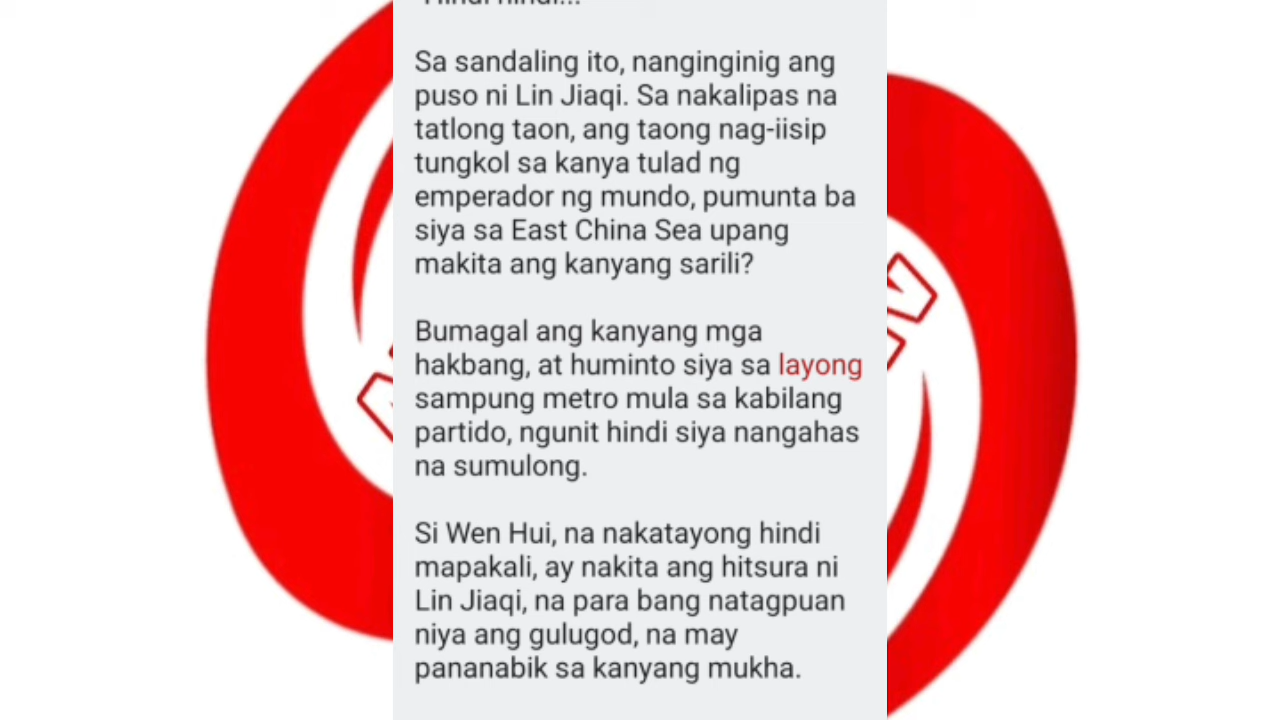 Sa sandaling ito, nanginginig ang
puso ni Lin Jiaqi. Sa nakalipas na
tatlong taon, ang taong nag-iisip
tungkol sa kanya tulad ng
emperador ng mundo, pumunta ba
siya sa East China Sea upang
makita ang kanyang sarili?
Bumagal ang kanyang mga
hakbang, at huminto siya sa layong
sampung metro mula sa kabilang
partido, ngunit hindi siya nangahas
na sumulong.
Si Wen Hui, na nakatayong hindi
mapakali, ay nakita ang hitsura ni
Lin Jiaqi, na para bang natagpuan
niya ang gulugod, na may
pananabik sa kanyang mukha.